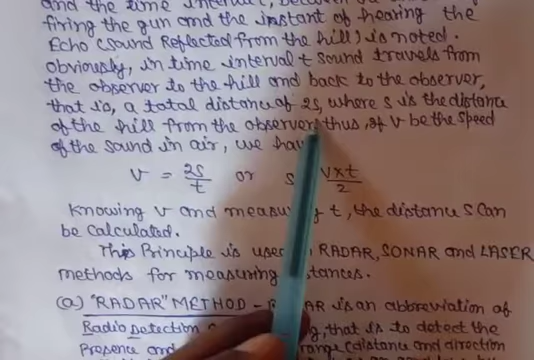 and the time interval, between
firing the gun and the instant of hearing the
Echo (sound Reflected from the hill) is noted.
obviously, in time interval t sound travels from
the observer to the hill and back to the observer,
that is, a total distance of 2s, where s is the distance
of the hill from the observer, thus, if v be the speed
of the sound in air, we have
v = 2s/t or s v×t/2
Knowing v and t, the distance s can
be calculated.
This Principle is used RADAR, SONAR and LASER
methods for measuring
(a) "RADAR" METHOD - is an abbreviation of
Radio Detection that is to detect the
Presence and range (distance and direction